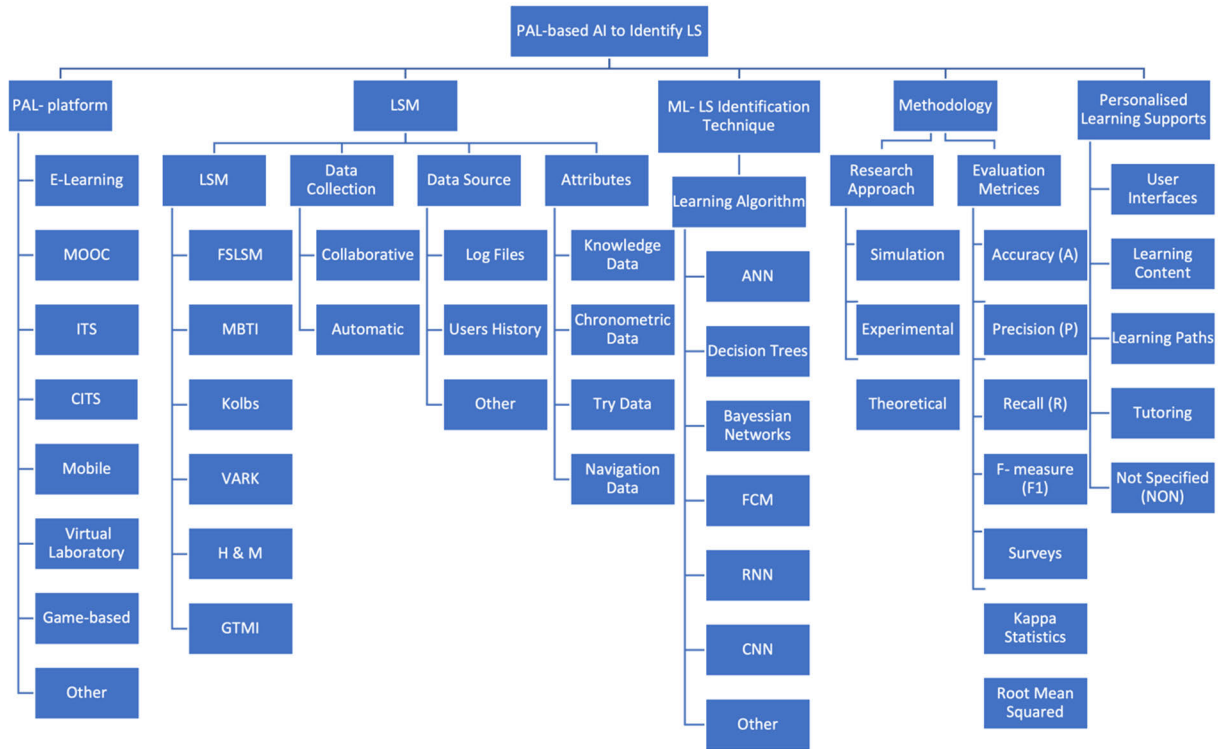 PAL-based AI to Identify LS
PAL- platform
E-Learning
MOOC
ITS
CITS
Mobile
Virtual
Laboratory
Game-based
Other
LSM
LSM
FSLSM
MBTI
Kolbs
VARK
H & M
GTMI
Data
Collection
Collaborative
Automatic
Data Source
Log Files
Users History
Other
Attributes
Knowledge
Data
Chronometric
Data
Try Data
Navigation
Data
ML- LS Identification
Technique
Learning Algorithm
ANN
Decision Trees
Bayessian
Networks
FCM
RNN
CNN
Other
Methodology
Research
Approach
Simulation
Experimental
Theoretical
Evaluation
Metrices
Accuracy (A)
Precision (P)
Recall (R)
F- measure
(F1)
Surveys
Kappa
Statistics
Root Mean
Squared
Personalised
Learning Supports
User
Interfaces
Learning
Content
Learning Paths
Tutoring
Not Specified
(NON)